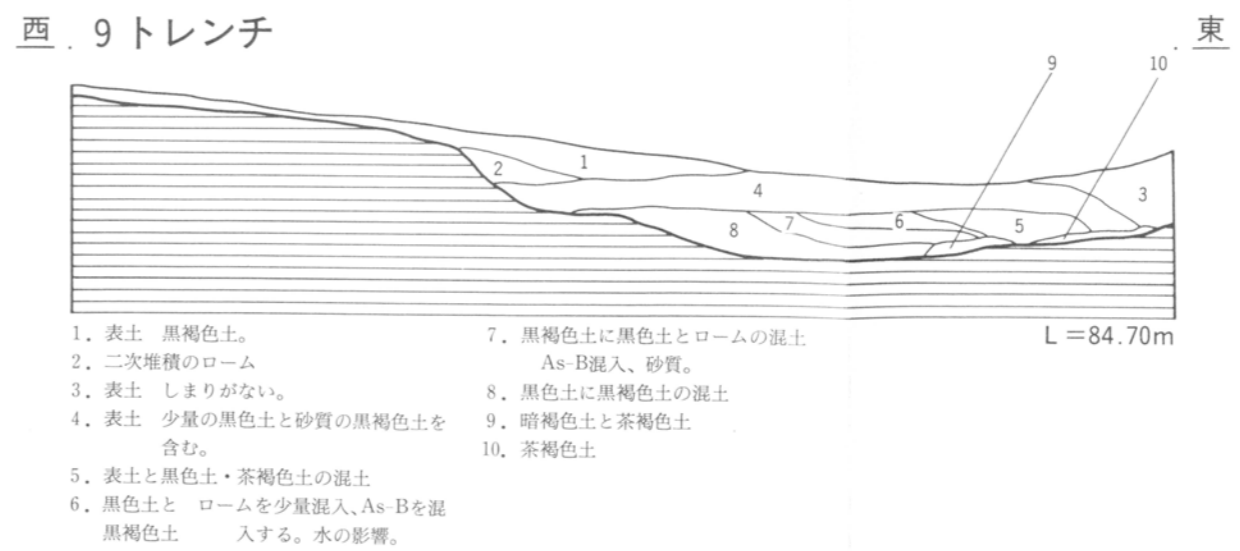 西. 9トレンチ
.東
9
10
1
2
4
3
8
7
6
5
L=84.70m
1．表土　黒褐色土。
2．二次堆積のローム
3．表土　しまりがない。
4．表土　少量の黒色土と砂質の黒褐色土を
含む。
5．表土と黒色土・茶褐色土の混土
6．黒色土と　ロームを少量混入、As-Bを混
黒褐色土　　入する。水の影響。
7．黒褐色土に黒色土とロームの混土
As-B混入、砂質。
8．黒色土に黒褐色土の混土
9．暗褐色土と茶褐色土
10．茶褐色土